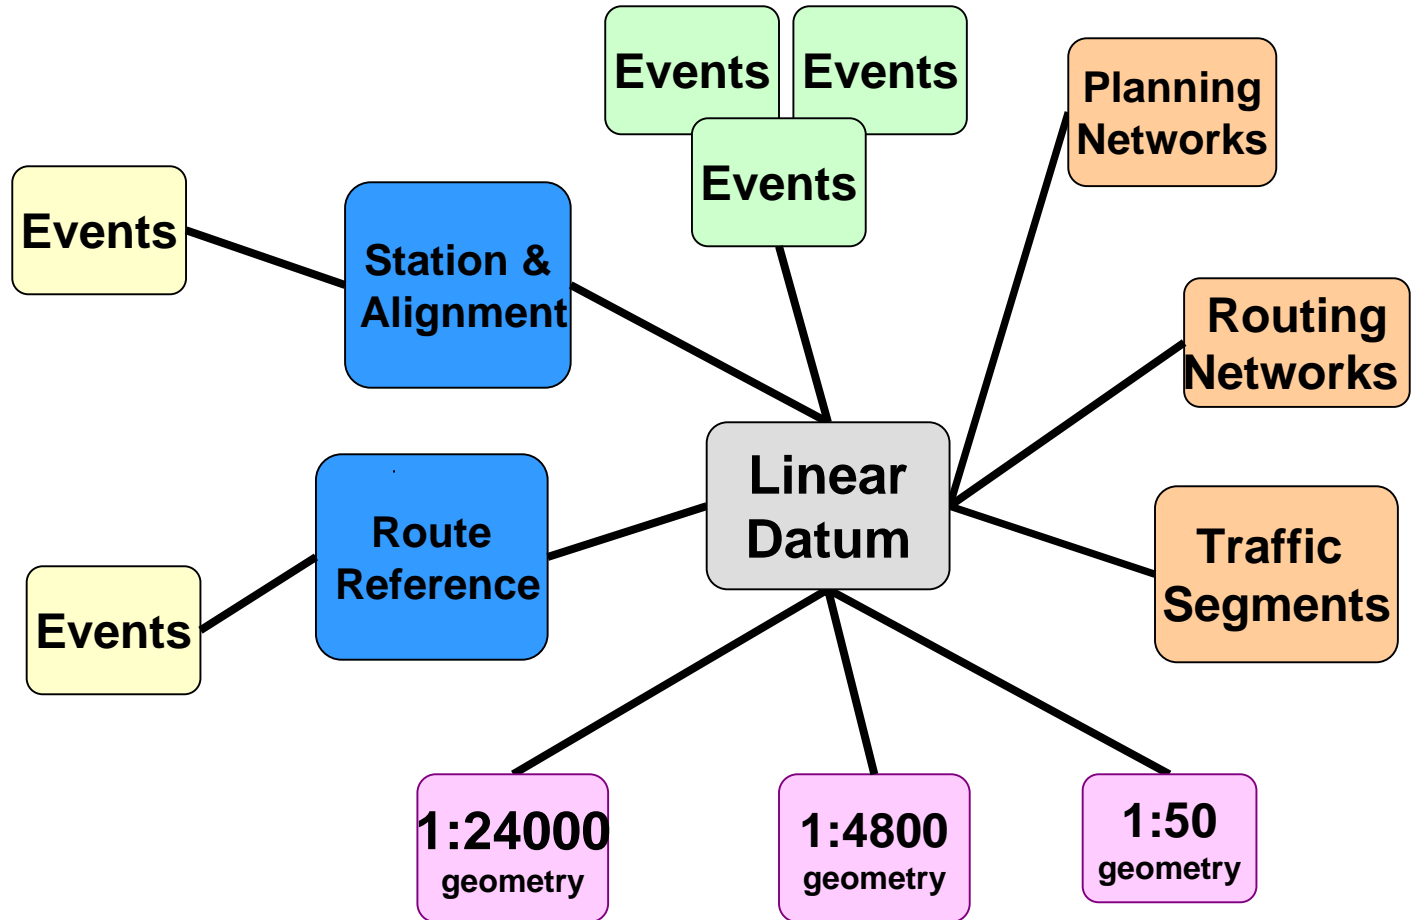 Events
Events
Planning
Networks
Events
Events
Station &
Alignment
Routing
Networks
Linear
Datum
Route
Reference
Traffic
Segments
Events
1:24000
geometry
1:4800
geometry
1:50
geometry